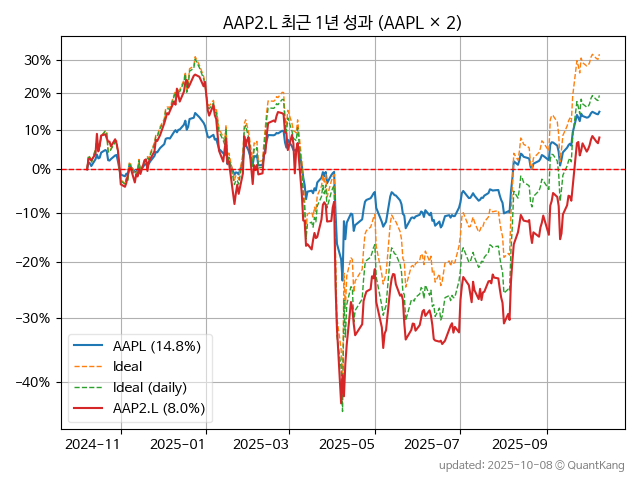 AAP2.L 최근 1년 성과 (AAPL × 2)
30%
20%
10%
0%
−10%
−20%
−30%
−40%
AAPL (14.8%)
Ideal
Ideal (daily)
AAP2.L (8.0%)
2024-11 2025-01 2025-03 2025-05 2025-07 2025-09
updated: 2025-10-08 © QuantKang